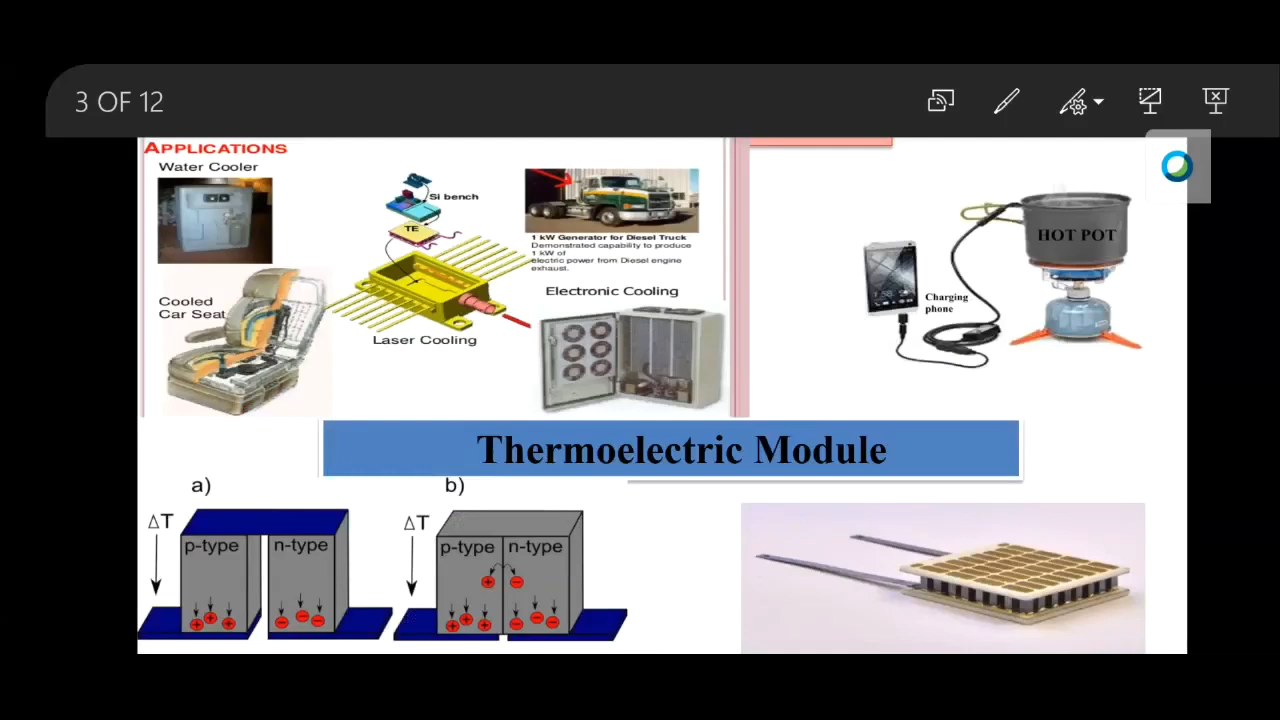 3 OF 12
APPLICATIONS
Water Cooler
Si bench
TE
1 kW Generator for Diesel Truck
Demonstrated capability to produce
1 kW of
electric power from Diesel engine
exhaust.
Cooled
Car Seat
Laser Cooling
Electronic Cooling
HOT POT
Charging
phone
Thermoelectric Module
a)
b)
ΔT
p-type
n-type
ΔT
p-type
n-type